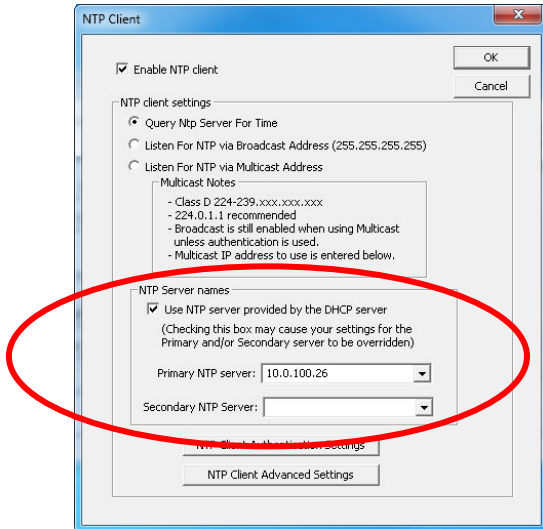 NTP Client
OK
Enable NTP client
Cancel
NTP client settings
Query Ntp Server For Time
Listen For NTP via Broadcast Address (255.255.255.255)
Listen For NTP via Multicast Address
Multicast Notes
- Class D 224-239.xxx.xxx.xxx
- 224.0.1.1 recommended
- Broadcast is still enabled when using Multicast
unless authentication is used.
- Multicast IP address to use is entered below.
NTP Server names
Use NTP server provided by the DHCP server
(Checking this box may cause your settings for the
Primary and/or Secondary server to be overridden)
Primary NTP server: 10.0.100.26
Secondary NTP Server:
NTP Client Authentication Settings
NTP Client Advanced Settings